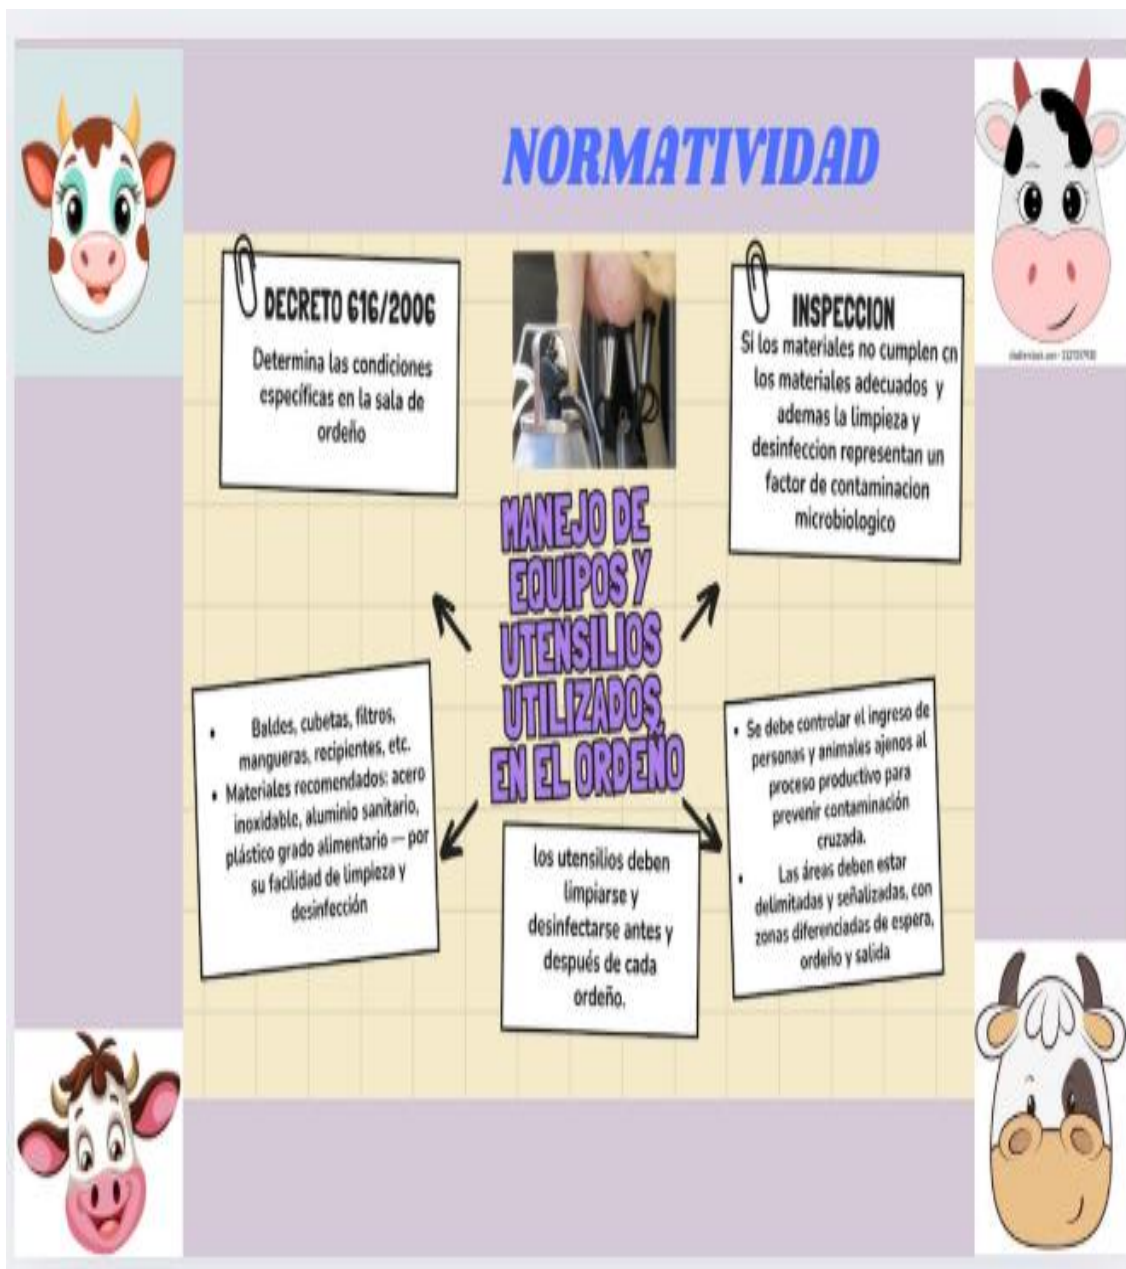 NORMATIVIDAD
DECRETO 616/2006
Determina las condiciones
específicas en la sala de
ordeño
INSPECCION
Si los materiales no cumplen cn
los materiales adecuados y
ademas la limpieza y
desinfeccion representan un
factor de contaminacion
microbiologico
MANEJO DE
EQUIPOS Y
UTENSILIOS
UTILIZADOS,
EN EL ORDEÑO
• Baldes, cubetas, filtros,
mangueras, recipientes, etc.
• Materiales recomendados: acero
inoxidable, aluminio sanitario,
plástico grado alimentario — por
su facilidad de limpieza y
desinfección
los utensilios deben
limpiarse y
desinfectarse antes y
después de cada
ordeño.
• Se debe controlar el ingreso de
personas y animales ajenos al
proceso productivo para
prevenir contaminación
cruzada.
• Las áreas deben estar
delimitadas y señalizadas, con
zonas diferenciadas de espera,
ordeño y salida